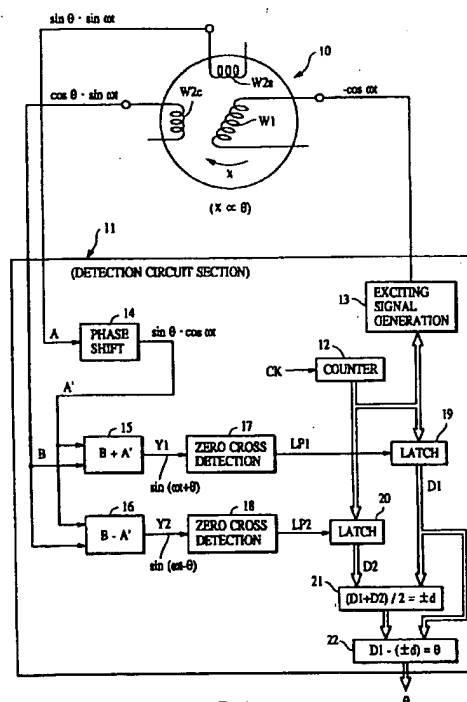 sin θ · sin ωt
10
W2s
cos θ · sin ωt
W2c
-cos ωt
W1
X
(X ∝ θ)
11
(DETECTION CIRCUIT SECTION)
14
A
PHASE
SHIFT
sin θ · cos ωt
13
EXCITING
SIGNAL
GENERATION
12
CK
COUNTER
A'
15
B
B + A'
Y1
sin (ωt+θ)
17
ZERO CROSS
DETECTION
LP1
19
LATCH
D1
16
B - A'
Y2
sin (ωt-θ)
18
ZERO CROSS
DETECTION
LP2
20
LATCH
D2
21
(D1+D2) / 2 = ±d
22
D1 - (±d) = θ
θ